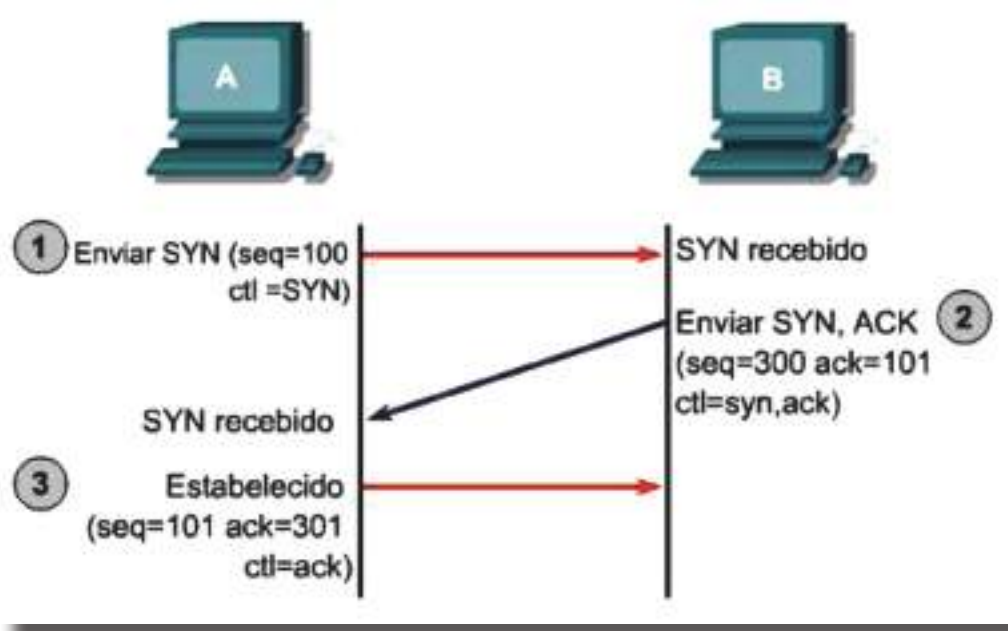 A
B
1
Enviar SYN (seq=100
ctl =SYN)
SYN recebido
Enviar SYN, ACK
2
(seq=300 ack=101
ctl=syn,ack)
SYN recebido
3
Estabelecido
(seq=101 ack=301
ctl=ack)